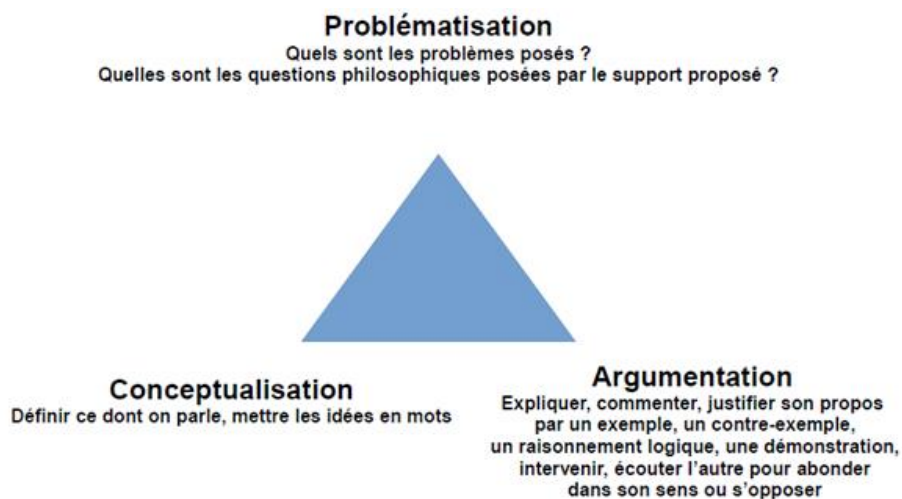 Problématisation
Quels sont les problèmes posés ?
Quelles sont les questions philosophiques posées par le support proposé ?
Conceptualisation
Définir ce dont on parle, mettre les idées en mots
Argumentation
Expliquer, commenter, justifier son propos
par un exemple, un contre-exemple,
un raisonnement logique, une démonstration,
intervenir, écouter l'autre pour abonder
dans son sens ou s'opposer